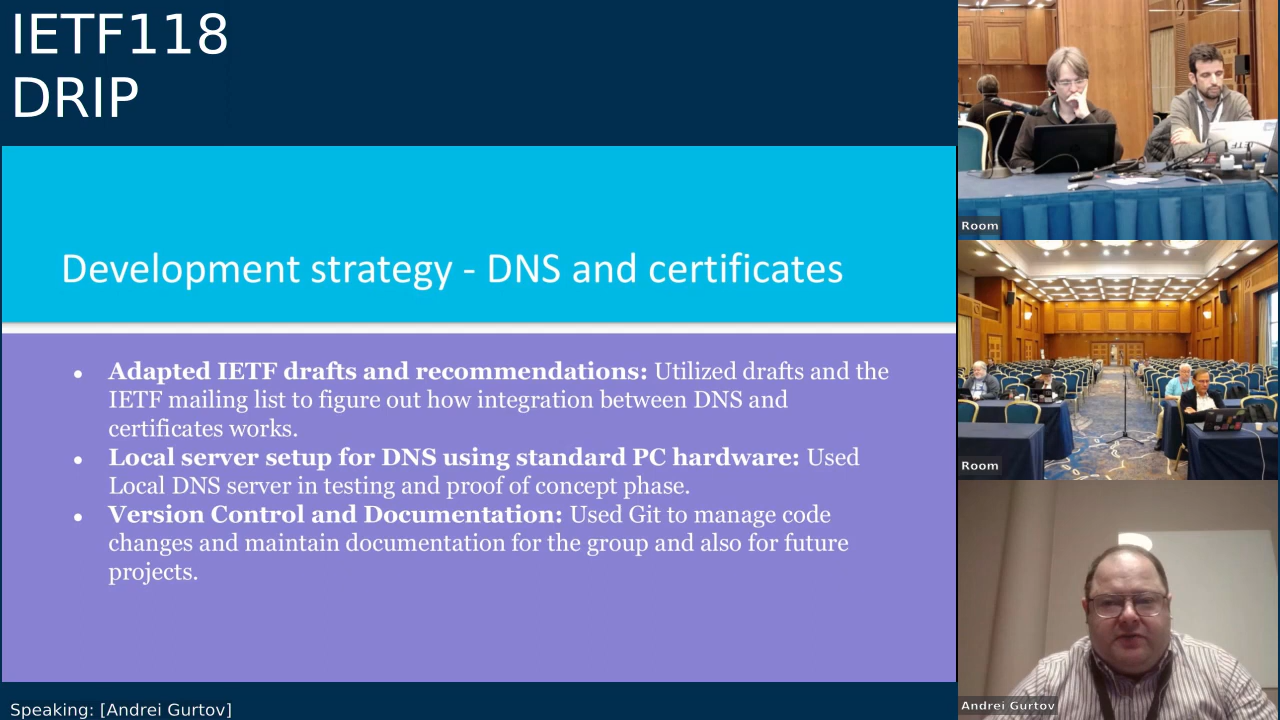 IETF118
DRIP
Development strategy - DNS and certificates
● Adapted IETF drafts and recommendations: Utilized drafts and the
IETF mailing list to figure out how integration between DNS and
certificates works.
● Local server setup for DNS using standard PC hardware: Used
Local DNS server in testing and proof of concept phase.
● Version Control and Documentation: Used Git to manage code
changes and maintain documentation for the group and also for future
projects.
Speaking: [Andrei Gurtov]
Room
IETF
Room
Andrei Gurtov